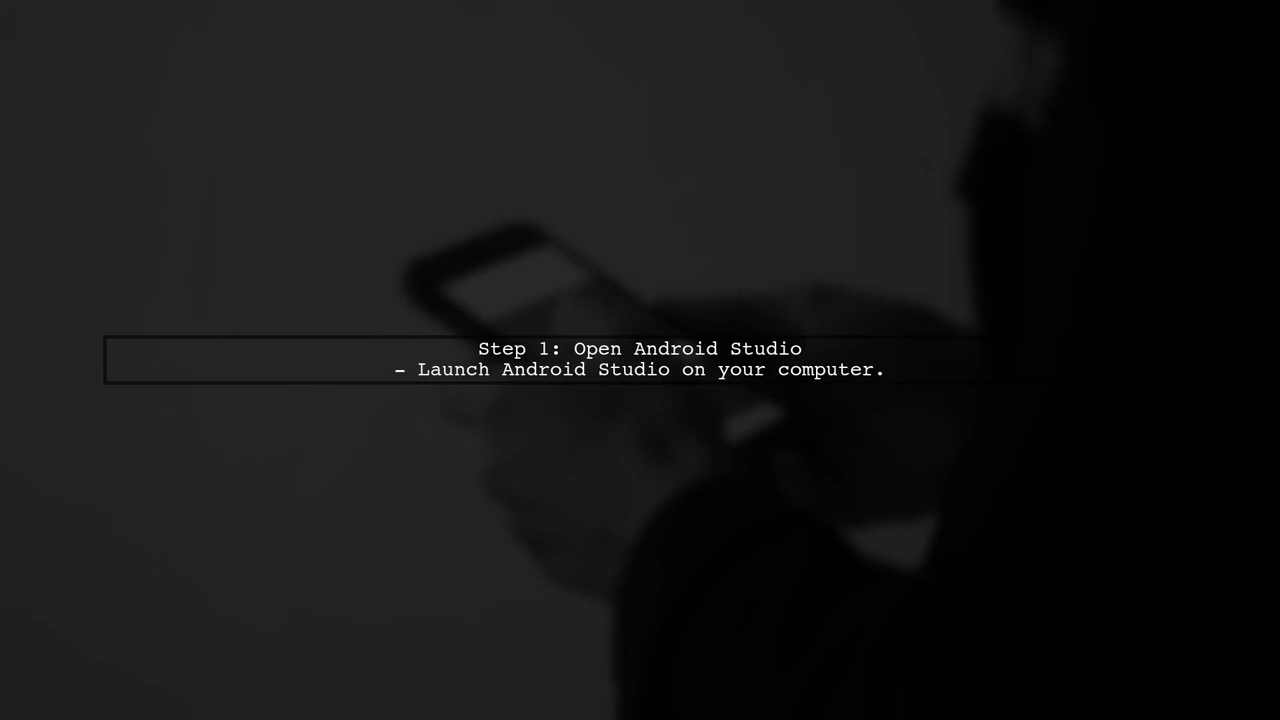 Step 1: Open Android Studio
– Launch Android Studio on your computer.